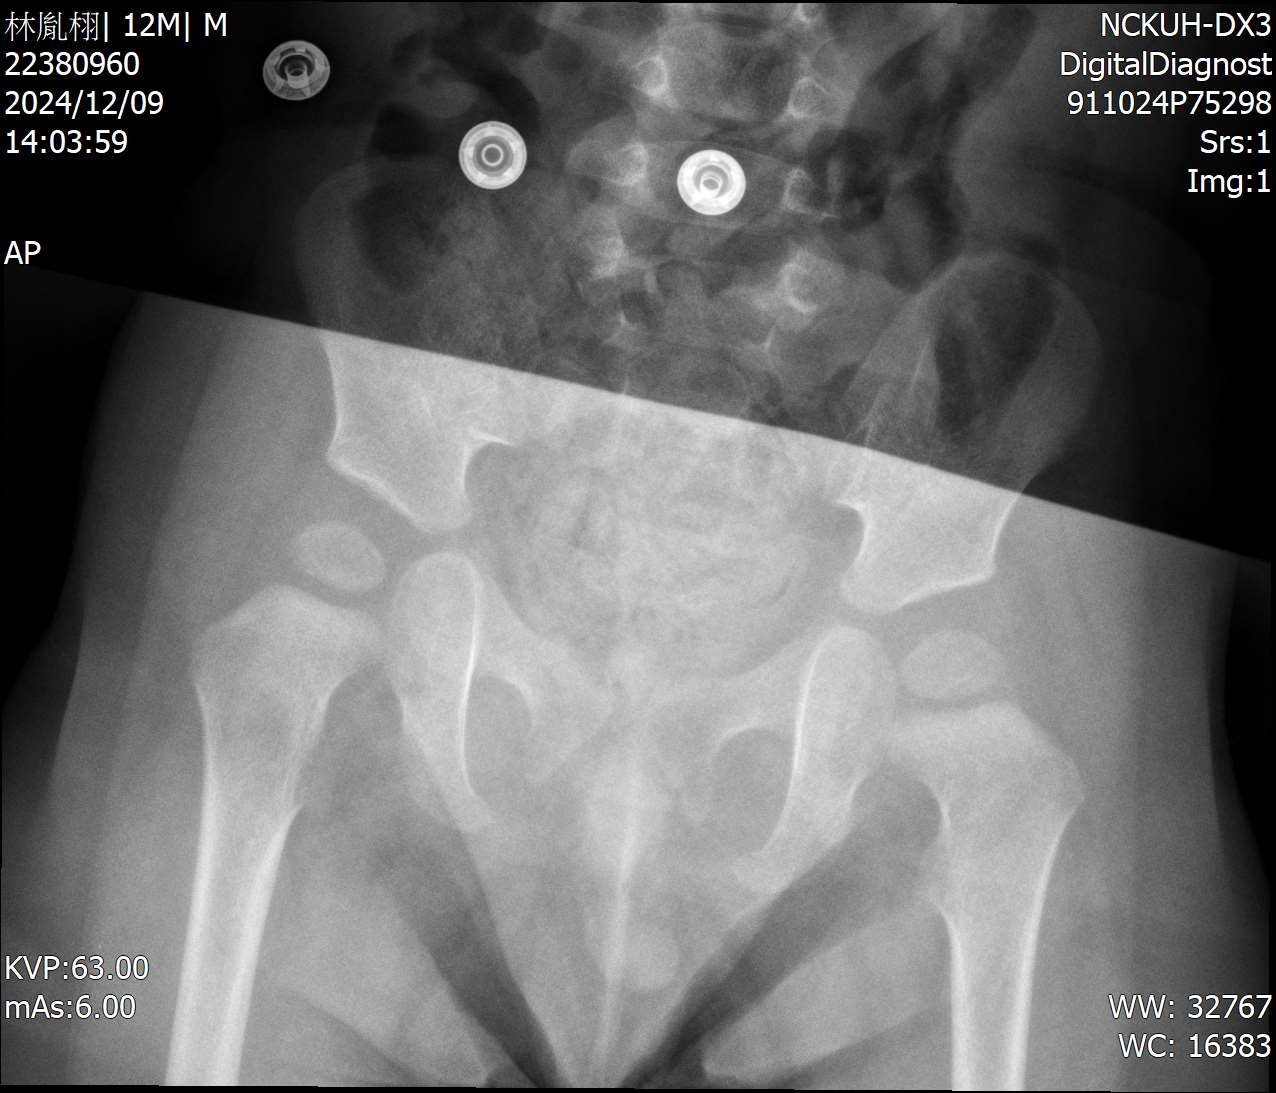 林胤栩| 12M| M
22380960
2024/12/09
14:03:59
AP
NCKUH-DX3
DigitalDiagnost
911024P75298
Srs:1
Img:1
KVP:63.00
mAs:6.00
WW: 32767
WC: 16383